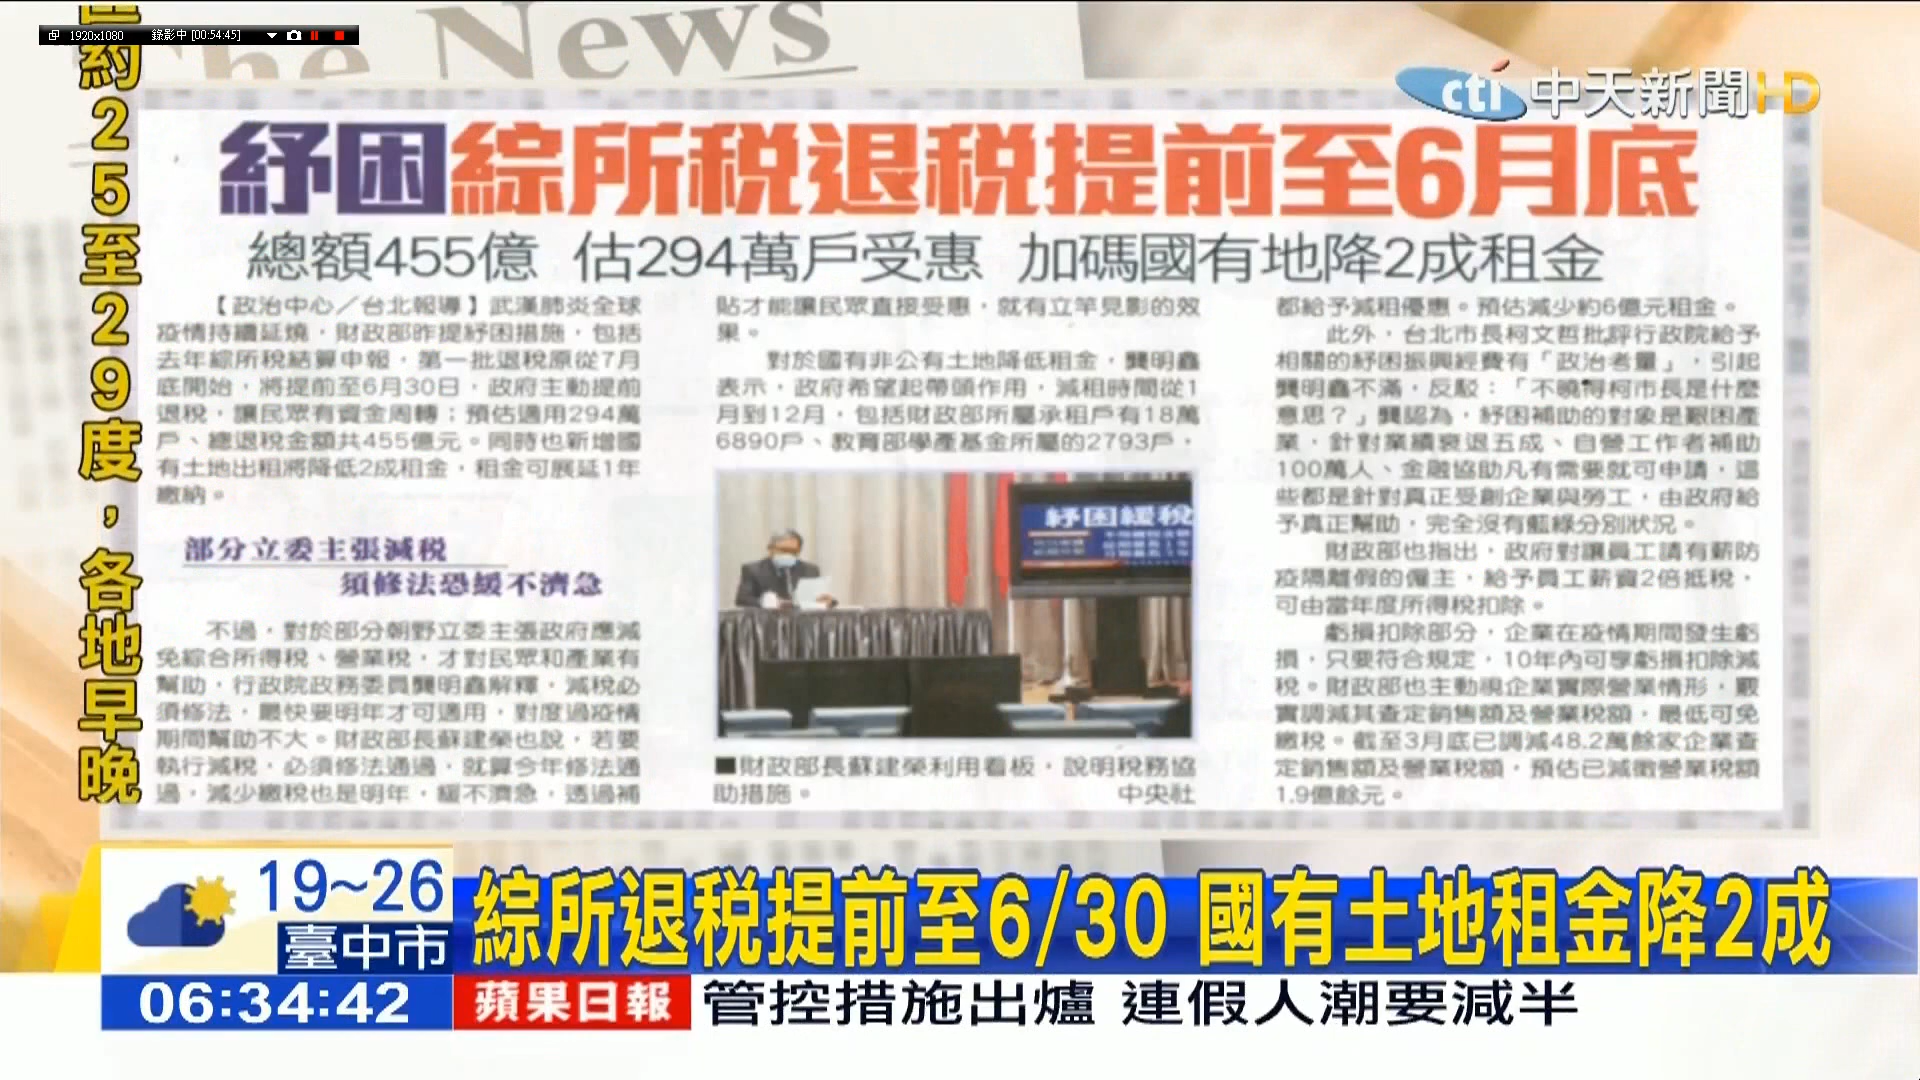 1920x1080 錄影中 [00:54:45]
The News
cti 中天新聞HD
約25至29度，各地早晚
紓困綜所稅退稅提前至6月底
總額455億 估294萬戶受惠 加碼國有地降2成租金
【政治中心／台北報導】武漢肺炎全球
疫情持續延燒，財政部昨提紓困措施，包括
去年綜所稅結算申報，第一批退稅原從7月
底開始，將提前至6月30日，政府主動提前
退稅，讓民眾有資金周轉；預估適用294萬
戶、總退稅金額共455億元。同時也新增國
有土地出租將降低2成租金，租金可展延1年
繳納。
部分立委主張減稅
須修法恐緩不濟急
不過，對於部分朝野立委主張政府應減
免綜合所得稅、營業稅，才對民眾和產業有
幫助，行政院政務委員龔明鑫解釋，減稅必
須修法，最快要明年才可適用，對度過疫情
期間幫助不大。財政部長蘇建榮也說，若要
執行減稅，必須修法通過，就算今年修法通
過，減少繳稅也是明年，緩不濟急，透過補
貼才能讓民眾直接受惠，就有立竿見影的效
果。
對於國有非公有土地降低租金，龔明鑫
表示，政府希望起帶頭作用，減租時間從1
月到12月，包括財政部所屬承租戶有18萬
6890戶、教育部學產基金所屬的2793戶，
紓困緩稅
■財政部長蘇建榮利用看板，說明稅務協
助措施。 中央社
都給予減租優惠。預估減少約6億元租金。
此外，台北市長柯文哲批評行政院給予
相關的紓困振興經費有「政治考量」，引起
龔明鑫不滿，反駁：「不曉得柯市長是什麼
意思？」龔認為，紓困補助的對象是艱困產
業，針對業績衰退五成、自營工作者補助
100萬人、金融協助凡有需要就可申請，這
些都是針對真正受創企業與勞工，由政府給
予真正幫助，完全沒有藍綠分別狀況。
財政部也指出，政府對讓員工請有薪防
疫隔離假的僱主，給予員工薪資2倍抵稅，
可由當年度所得稅扣除。
虧損扣除部分，企業在疫情期間發生虧
損，只要符合規定，10年內可享虧損扣除減
稅。財政部也主動視企業實際營業情形，覈
實調減其查定銷售額及營業稅額，最低可免
繳稅。截至3月底已調減48.2萬餘家企業查
定銷售額及營業稅額，預估已減徵營業稅額
1.9億餘元。
19~26
臺中市
綜所退稅提前至6/30 國有土地租金降2成
06:34:42
蘋果日報 管控措施出爐 連假人潮要減半